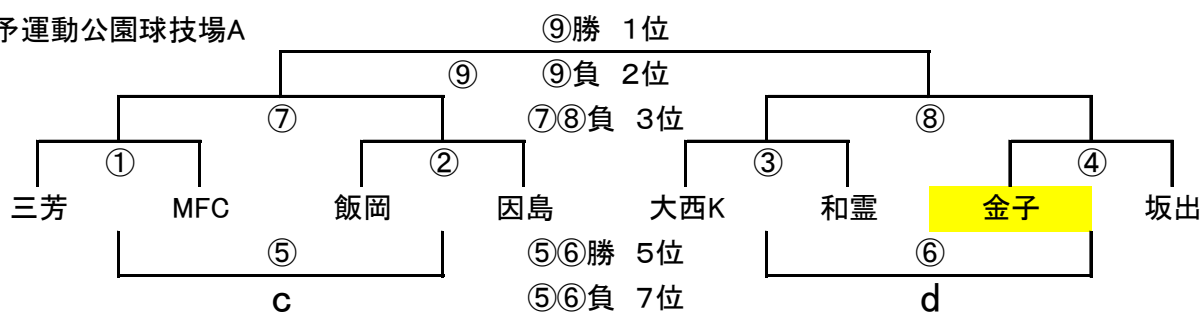 予運動公園球技場A ⑨勝 1位
⑨ ⑨負 2位
⑦ ⑦⑧負 3位 ⑧
① ② ③ ④
三芳 MFC 飯岡 因島 大西K 和霊 金子 坂出
⑤ ⑤⑥勝 5位 ⑥
c ⑤⑥負 7位 d